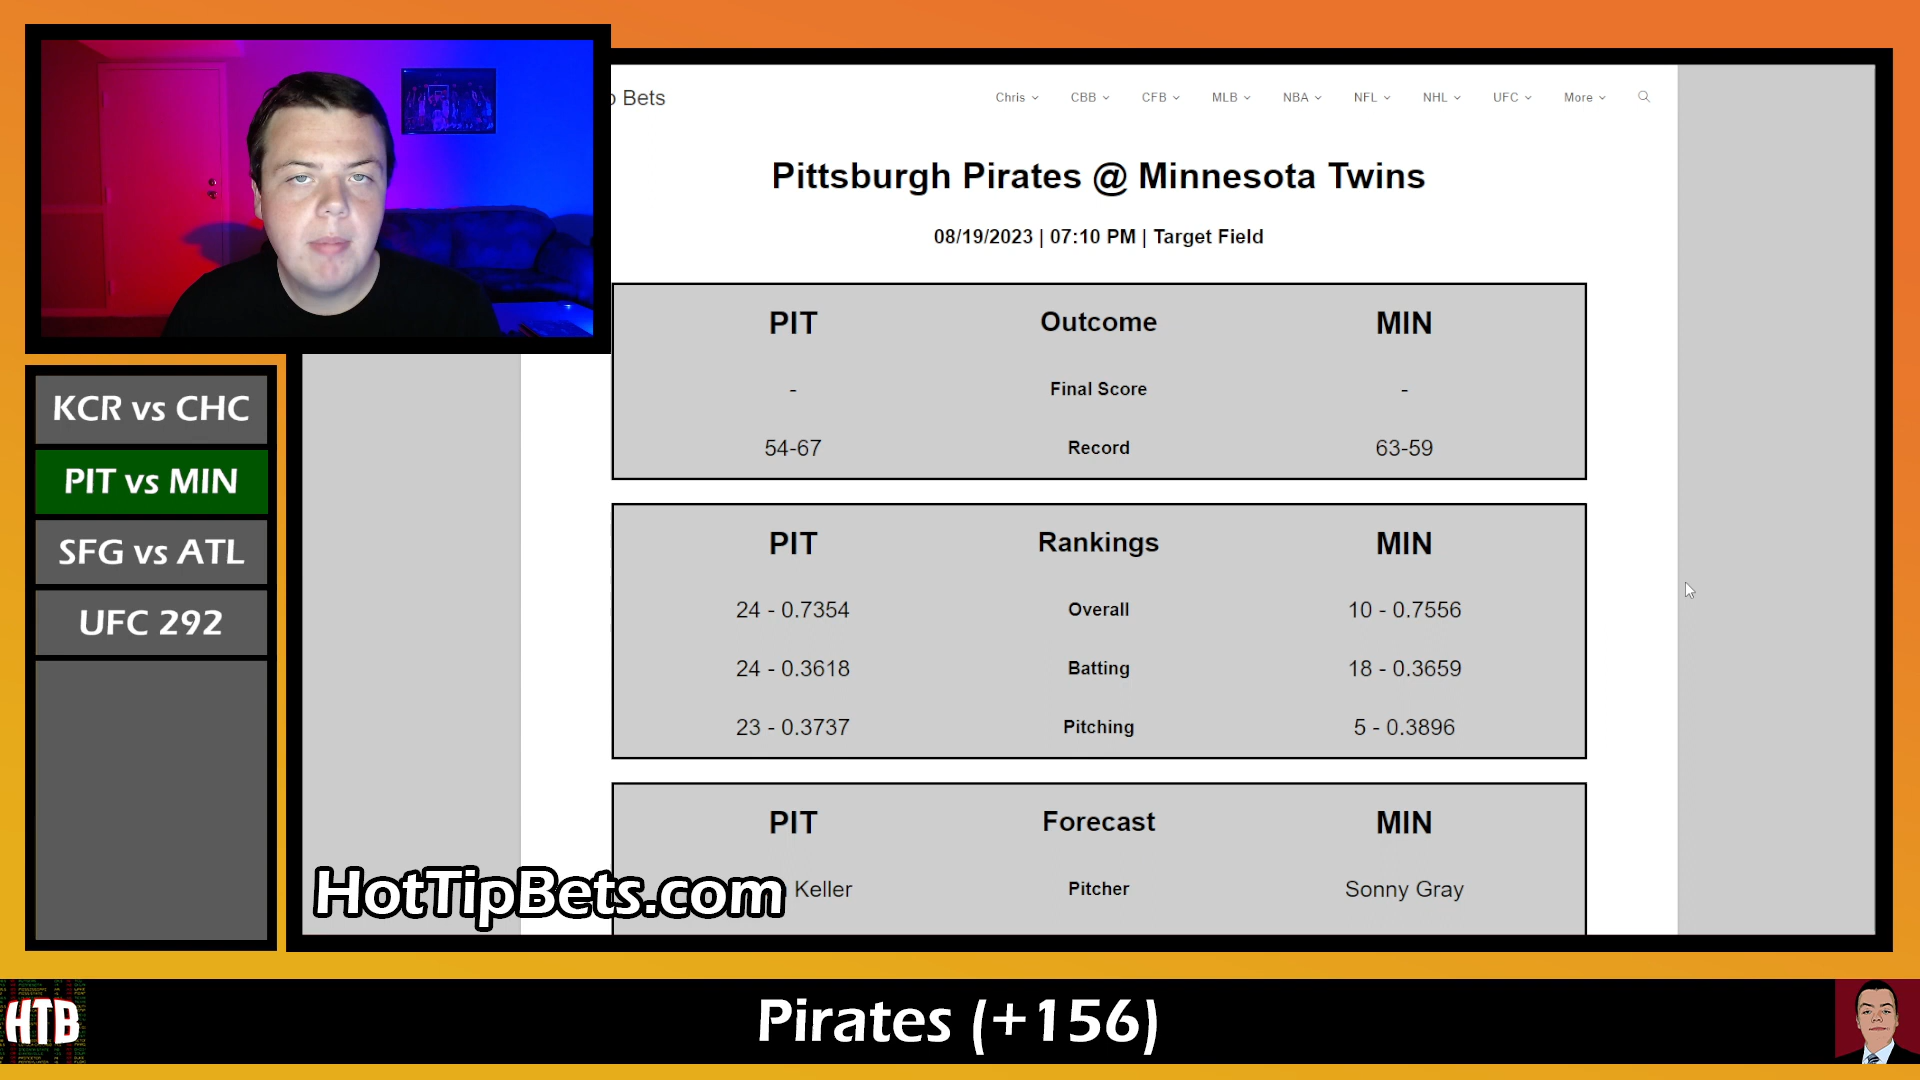 p Bets
Chris CBB CFB MLB NBA NFL NHL UFC More
Pittsburgh Pirates @ Minnesota Twins
08/19/2023 | 07:10 PM | Target Field
PIT Outcome MIN
- Final Score -
54-67 Record 63-59
PIT Rankings MIN
24 - 0.7354 Overall 10 - 0.7556
24 - 0.3618 Batting 18 - 0.3659
23 - 0.3737 Pitching 5 - 0.3896
PIT Forecast MIN
Keller Pitcher Sonny Gray
KCR vs CHC
PIT vs MIN
SFG vs ATL
UFC 292
HotTipBets.com
HTB
Pirates (+156)